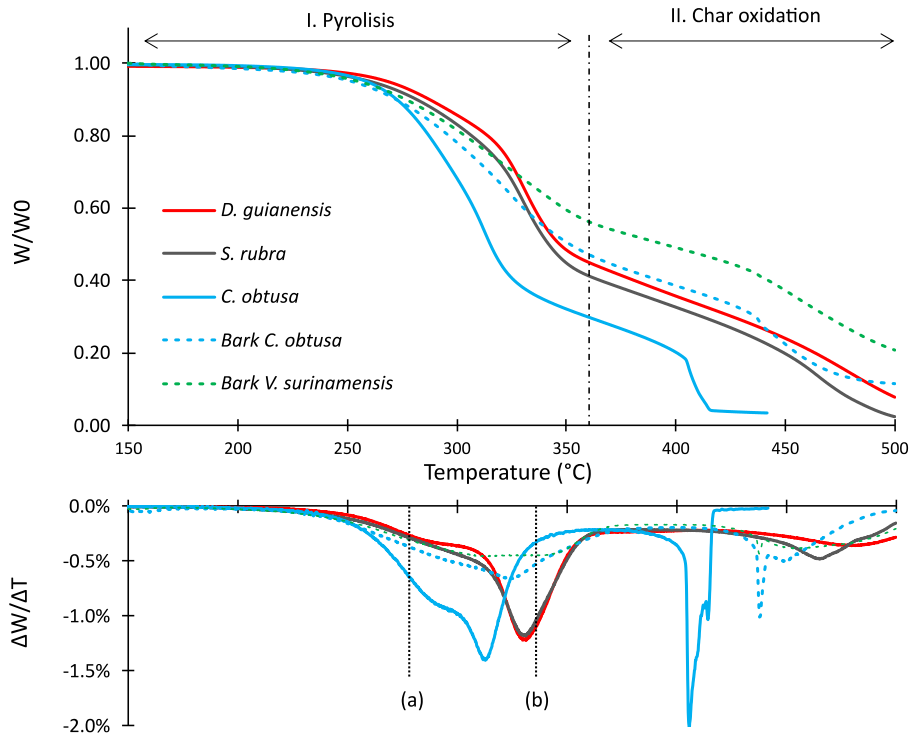 I. Pyrolisis
II. Char oxidation
1.00
0.80
0.60
0.40
0.20
0.00
W/W0
D. guianensis
S. rubra
C. obtusa
Bark C. obtusa
Bark V. surinamensis
150 200 250 300 350 400 450 500
Temperature (°C)
0.0%
-0.5%
-1.0%
-1.5%
-2.0%
ΔW/ΔT
(a) (b)